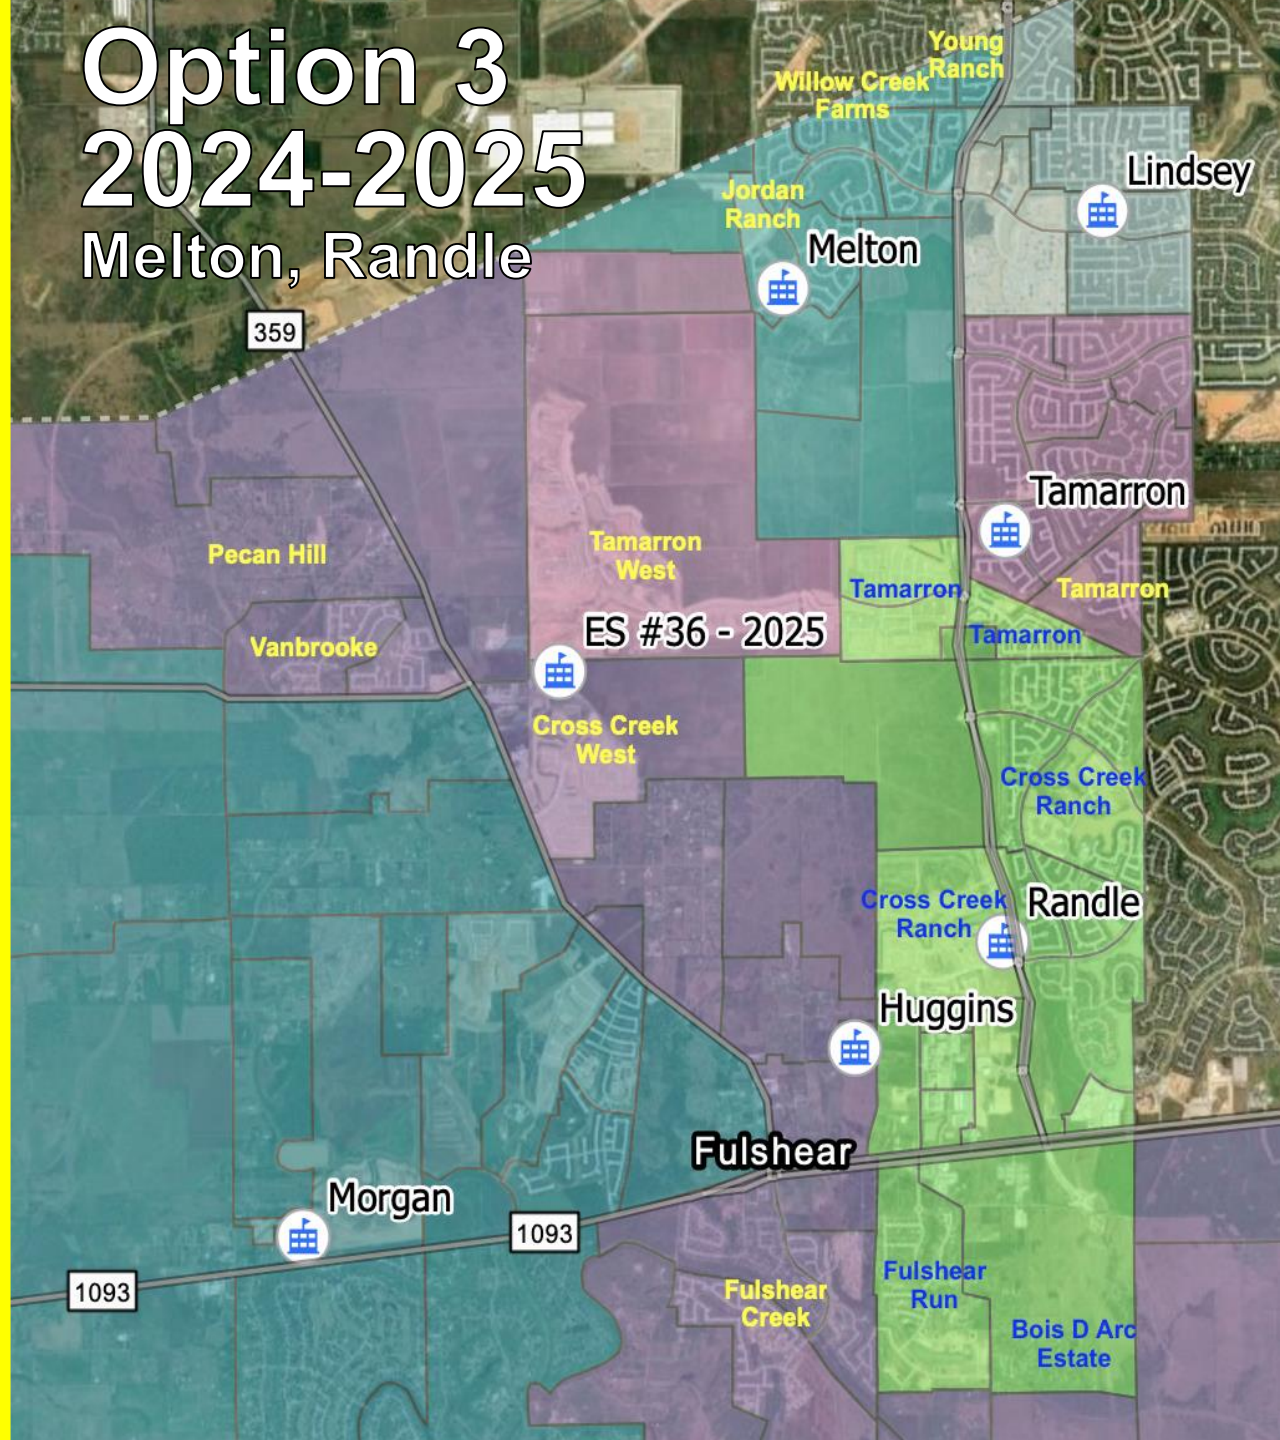 Option 3
2024-2025
Melton, Randle
Young
Ranch
Willow Creek
Farms
Lindsey
Jordan
Ranch
Melton
359
Tamarron
Pecan Hill
Tamarron
West
Tamarron
Tamarron
ES #36 - 2025
Tamarron
Vanbrooke
Cross Creek
West
Cross Creek
Ranch
Cross Creek
Ranch
Randle
Huggins
Fulshear
Morgan
1093
1093
Fulshear
Creek
Fulshear
Run
Bois D Arc
Estate